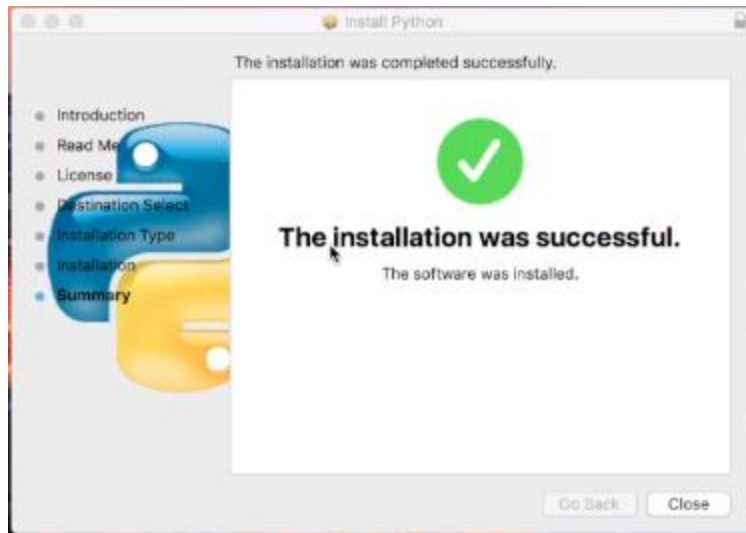 Install Python
The installation was completed successfully.
Introduction
Read Me
License
Destination Select
Installation Type
Installation
Summary
The installation was successful.
The software was installed.
Go Back
Close